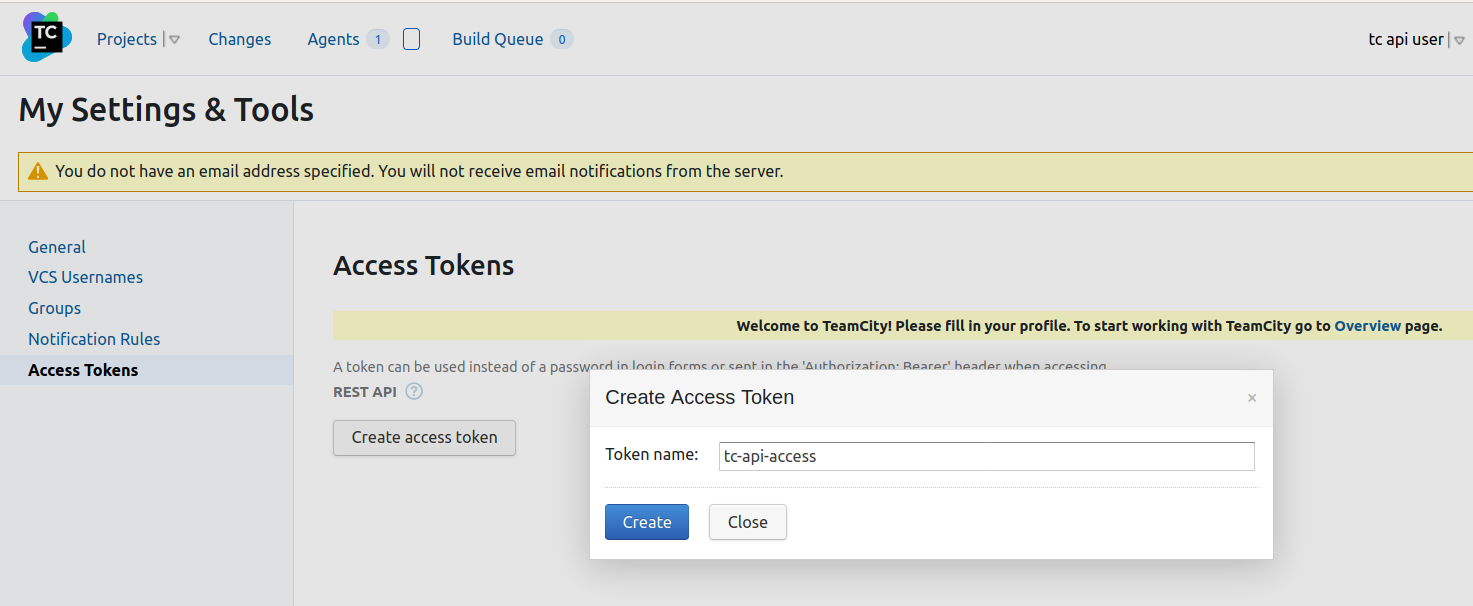 TC
Projects
Changes
Agents 1
Build Queue 0
tc api user
My Settings & Tools
You do not have an email address specified. You will not receive email notifications from the server.
General
VCS Usernames
Groups
Notification Rules
Access Tokens
Access Tokens
Welcome to TeamCity! Please fill in your profile. To start working with TeamCity go to Overview page.
A token can be used instead of a password in login forms or sent in the 'Authorization: Bearer' header when accessing
REST API ?
Create access token
Create Access Token ×
Token name: tc-api-access
Create Close